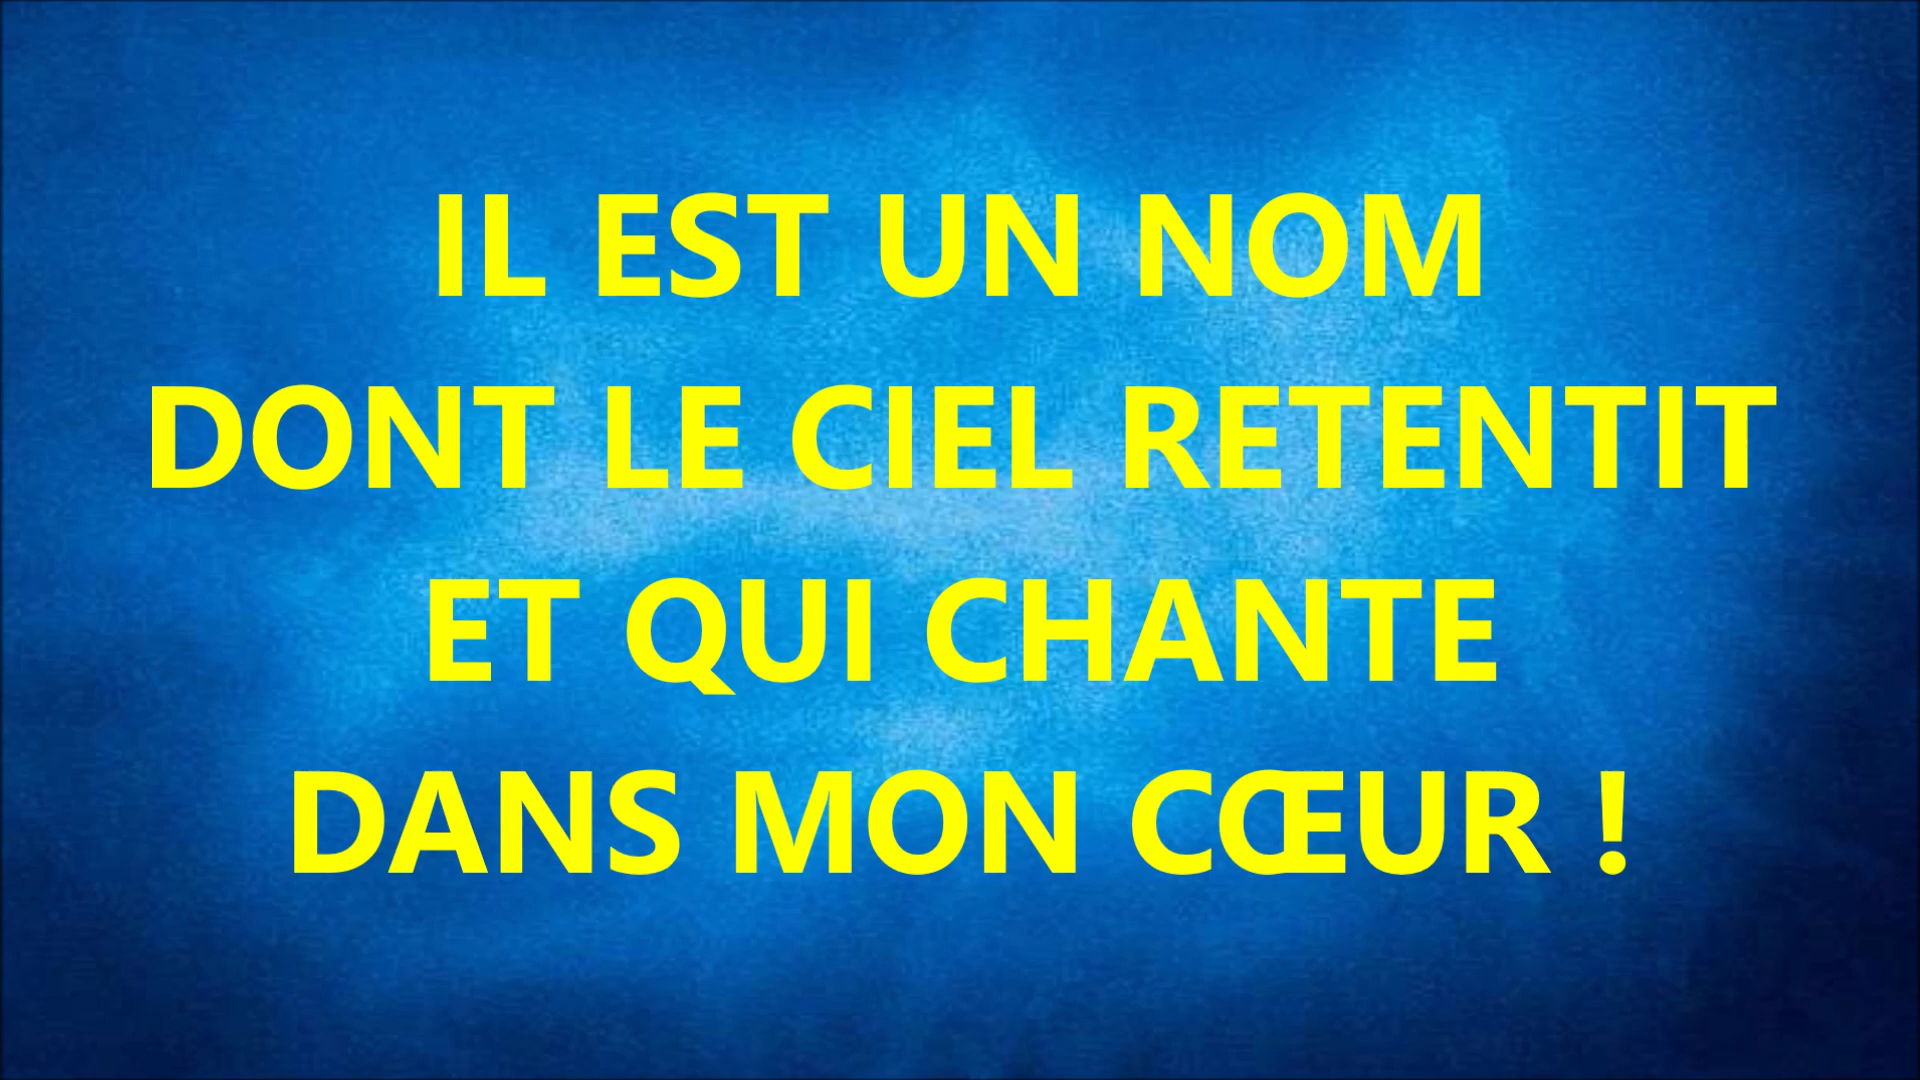 IL EST UN NOM
DONT LE CIEL RETENTIT
ET QUI CHANTE
DANS MON CŒUR !